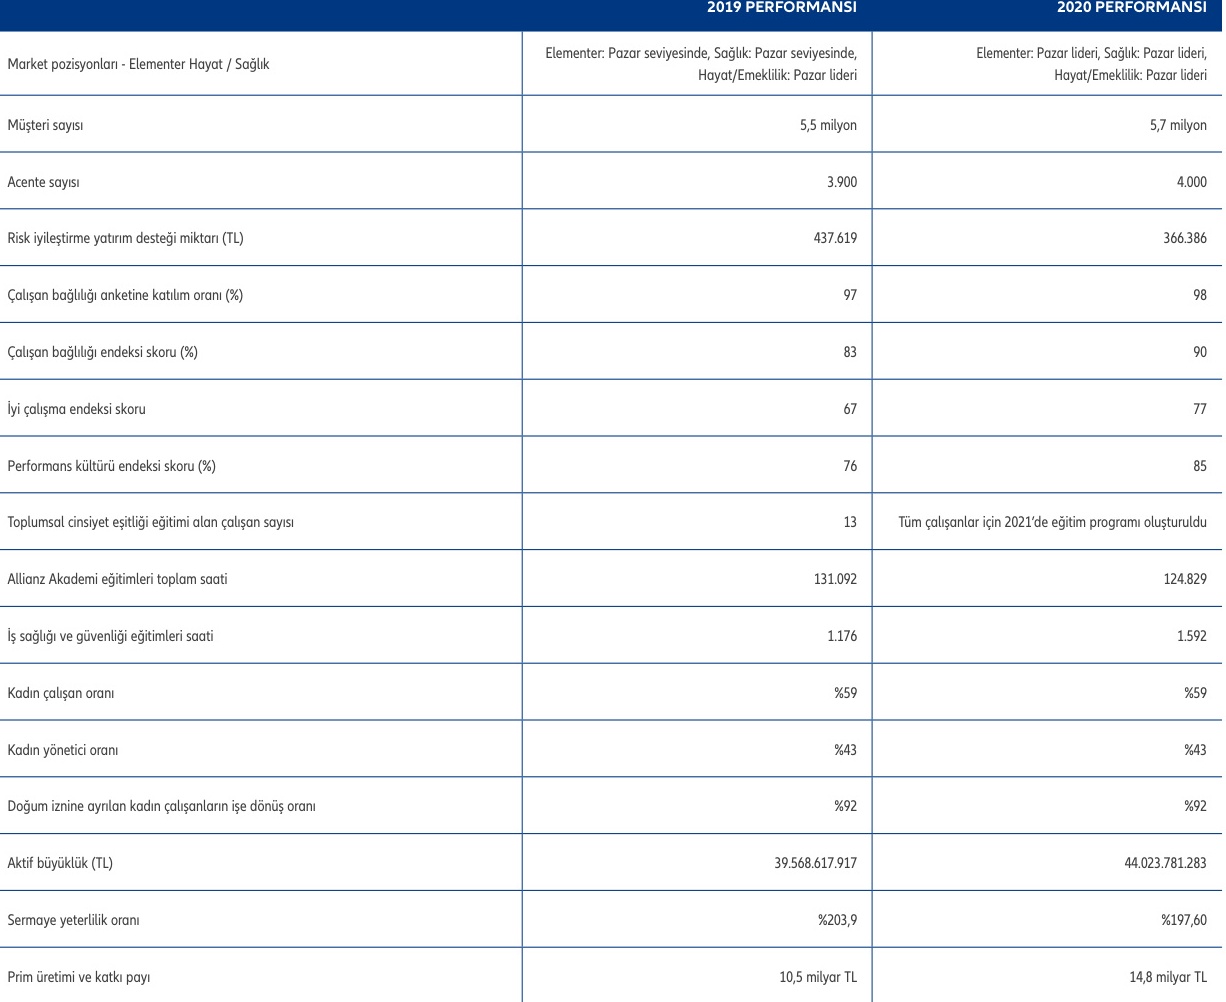 2019 PERFORMANSI 2020 PERFORMANSI
Market pozisyonları - Elementer Hayat / Sağlık
Elementer: Pazar seviyesinde, Sağlık: Pazar seviyesinde,
Hayat/Emeklilik: Pazar lideri
Elementer: Pazar lideri, Sağlık: Pazar lideri,
Hayat/Emeklilik: Pazar lideri
Müşteri sayısı 5,5 milyon 5,7 milyon
Acente sayısı 3.900 4.000
Risk iyileştirme yatırım desteği miktarı (TL) 437.619 366.386
Çalışan bağlılığı anketine katılım oranı (%) 97 98
Çalışan bağlılığı endeksi skoru (%) 83 90
İyi çalışma endeksi skoru 67 77
Performans kültürü endeksi skoru (%) 76 85
Toplumsal cinsiyet eşitliği eğitimi alan çalışan sayısı 13 Tüm çalışanlar için 2021'de eğitim programı oluşturuldu
Allianz Akademi eğitimleri toplam saati 131.092 124.829
İş sağlığı ve güvenliği eğitimleri saati 1.176 1.592
Kadın çalışan oranı %59 %59
Kadın yönetici oranı %43 %43
Doğum iznine ayrılan kadın çalışanların işe dönüş oranı %92 %92
Aktif büyüklük (TL) 39.568.617.917 44.023.781.283
Sermaye yeterlilik oranı %203,9 %197,60
Prim üretimi ve katkı payı 10,5 milyar TL 14,8 milyar TL